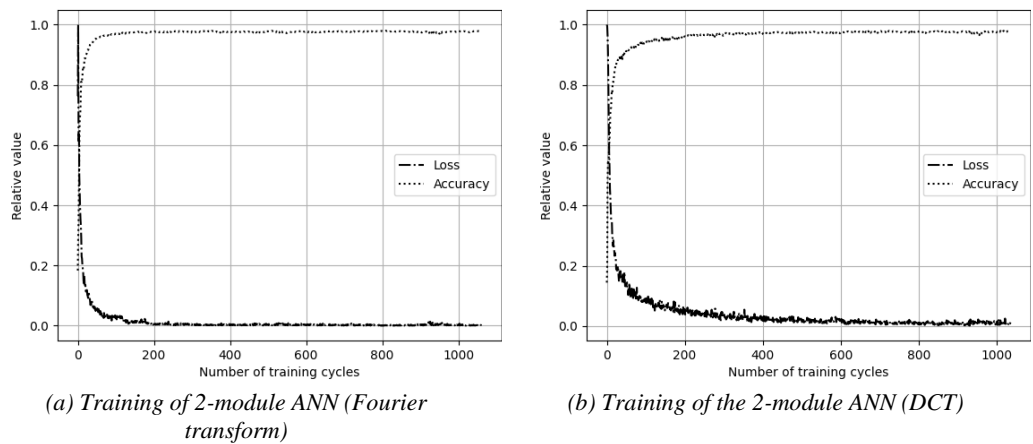 1.0
0.8
0.6
0.4
0.2
0.0
Relative value
Loss
Accuracy
0 200 400 600 800 1000
Number of training cycles
(a) Training of 2-module ANN (Fourier
transform)
1.0
0.8
0.6
0.4
0.2
0.0
Relative value
Loss
Accuracy
0 200 400 600 800 1000
Number of training cycles
(b) Training of the 2-module ANN (DCT)